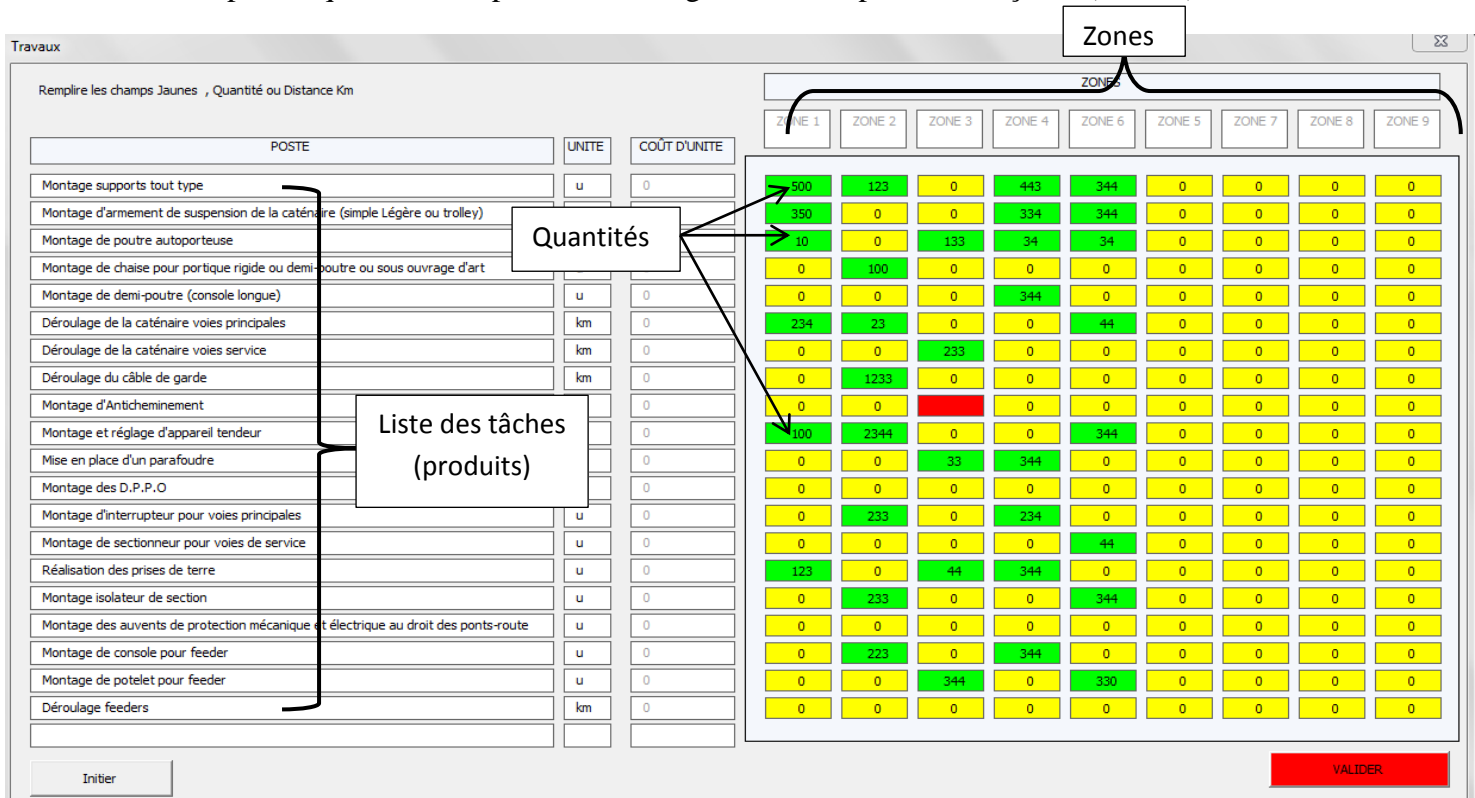 Zones
Travaux
Remplire les champs Jaunes , Quantité ou Distance Km
ZONES
ZONE 1 ZONE 2 ZONE 3 ZONE 4 ZONE 6 ZONE 5 ZONE 7 ZONE 8 ZONE 9
POSTE UNITE COÛT D'UNITE
Montage supports tout type u 0 500 123 0 443 344 0 0 0 0
Montage d'armement de suspension de la caténaire (simple Légère ou trolley) 350 0 0 334 344 0 0 0 0
Quantités
Montage de poutre autoporteuse 10 0 133 34 34 0 0 0 0
Montage de chaise pour portique rigide ou demi-poutre ou sous ouvrage d'art 0 100 0 0 0 0 0 0 0
Montage de demi-poutre (console longue) u 0 0 0 0 344 0 0 0 0 0
Déroulage de la caténaire voies principales km 0 234 23 0 0 44 0 0 0 0
Déroulage de la caténaire voies service km 0 0 0 233 0 0 0 0 0 0
Déroulage du câble de garde km 0 0 1233 0 0 0 0 0 0 0
Montage d'Anticheminement 0 0 0 0 0 0 0 0 0
Liste des tâches
(produits)
Montage et réglage d'appareil tendeur 0 100 2344 0 0 344 0 0 0 0
Mise en place d'un parafoudre 0 0 0 33 344 0 0 0 0 0
Montage des D.P.P.O 0 0 0 0 0 0 0 0 0 0
Montage d'interrupteur pour voies principales u 0 0 233 0 234 0 0 0 0 0
Montage de sectionneur pour voies de service u 0 0 0 0 0 44 0 0 0 0
Réalisation des prises de terre u 0 123 0 44 344 0 0 0 0 0
Montage isolateur de section u 0 0 233 0 0 344 0 0 0 0
Montage des auvents de protection mécanique et électrique au droit des ponts-route u 0 0 0 0 0 0 0 0 0 0
Montage de console pour feeder u 0 0 223 0 344 0 0 0 0 0
Montage de potelet pour feeder u 0 0 0 344 0 330 0 0 0 0
Déroulage feeders km 0 0 0 0 0 0 0 0 0 0
Initier
VALIDER